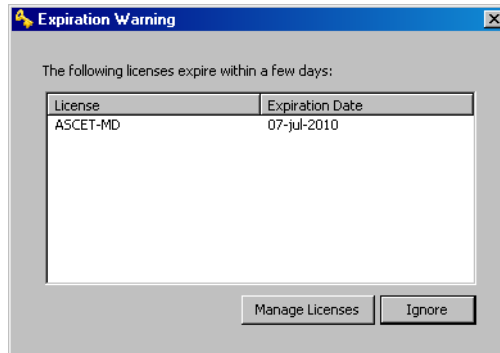 Expiration Warning
The following licenses expire within a few days:
License Expiration Date
ASCET-MD 07-jul-2010
Manage Licenses Ignore